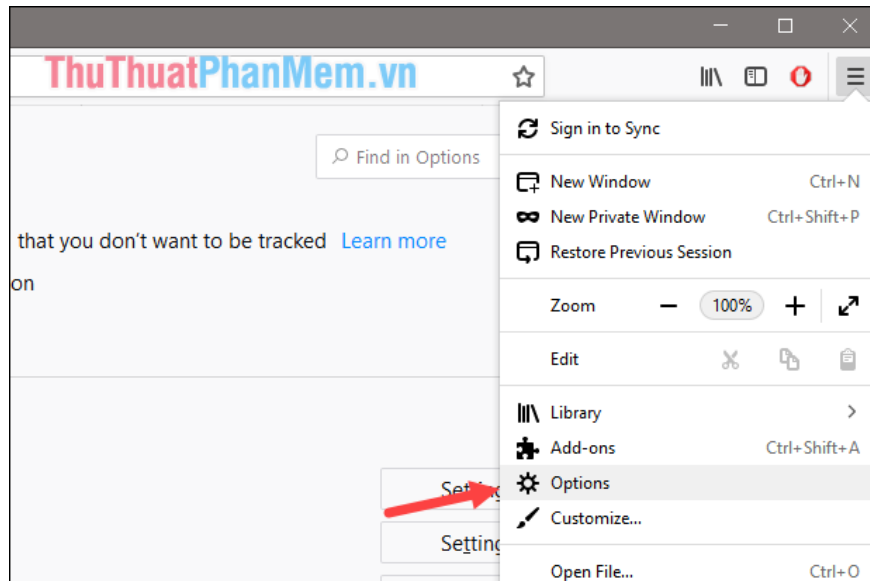 ThuThuatPhanMem.vn
Find in Options
that you don't want to be tracked Learn more
on
Sign in to Sync
New Window Ctrl+N
New Private Window Ctrl+Shift+P
Restore Previous Session
Zoom 100%
Edit
Library
Add-ons Ctrl+Shift+A
Options
Customize...
Open File... Ctrl+O
Setting